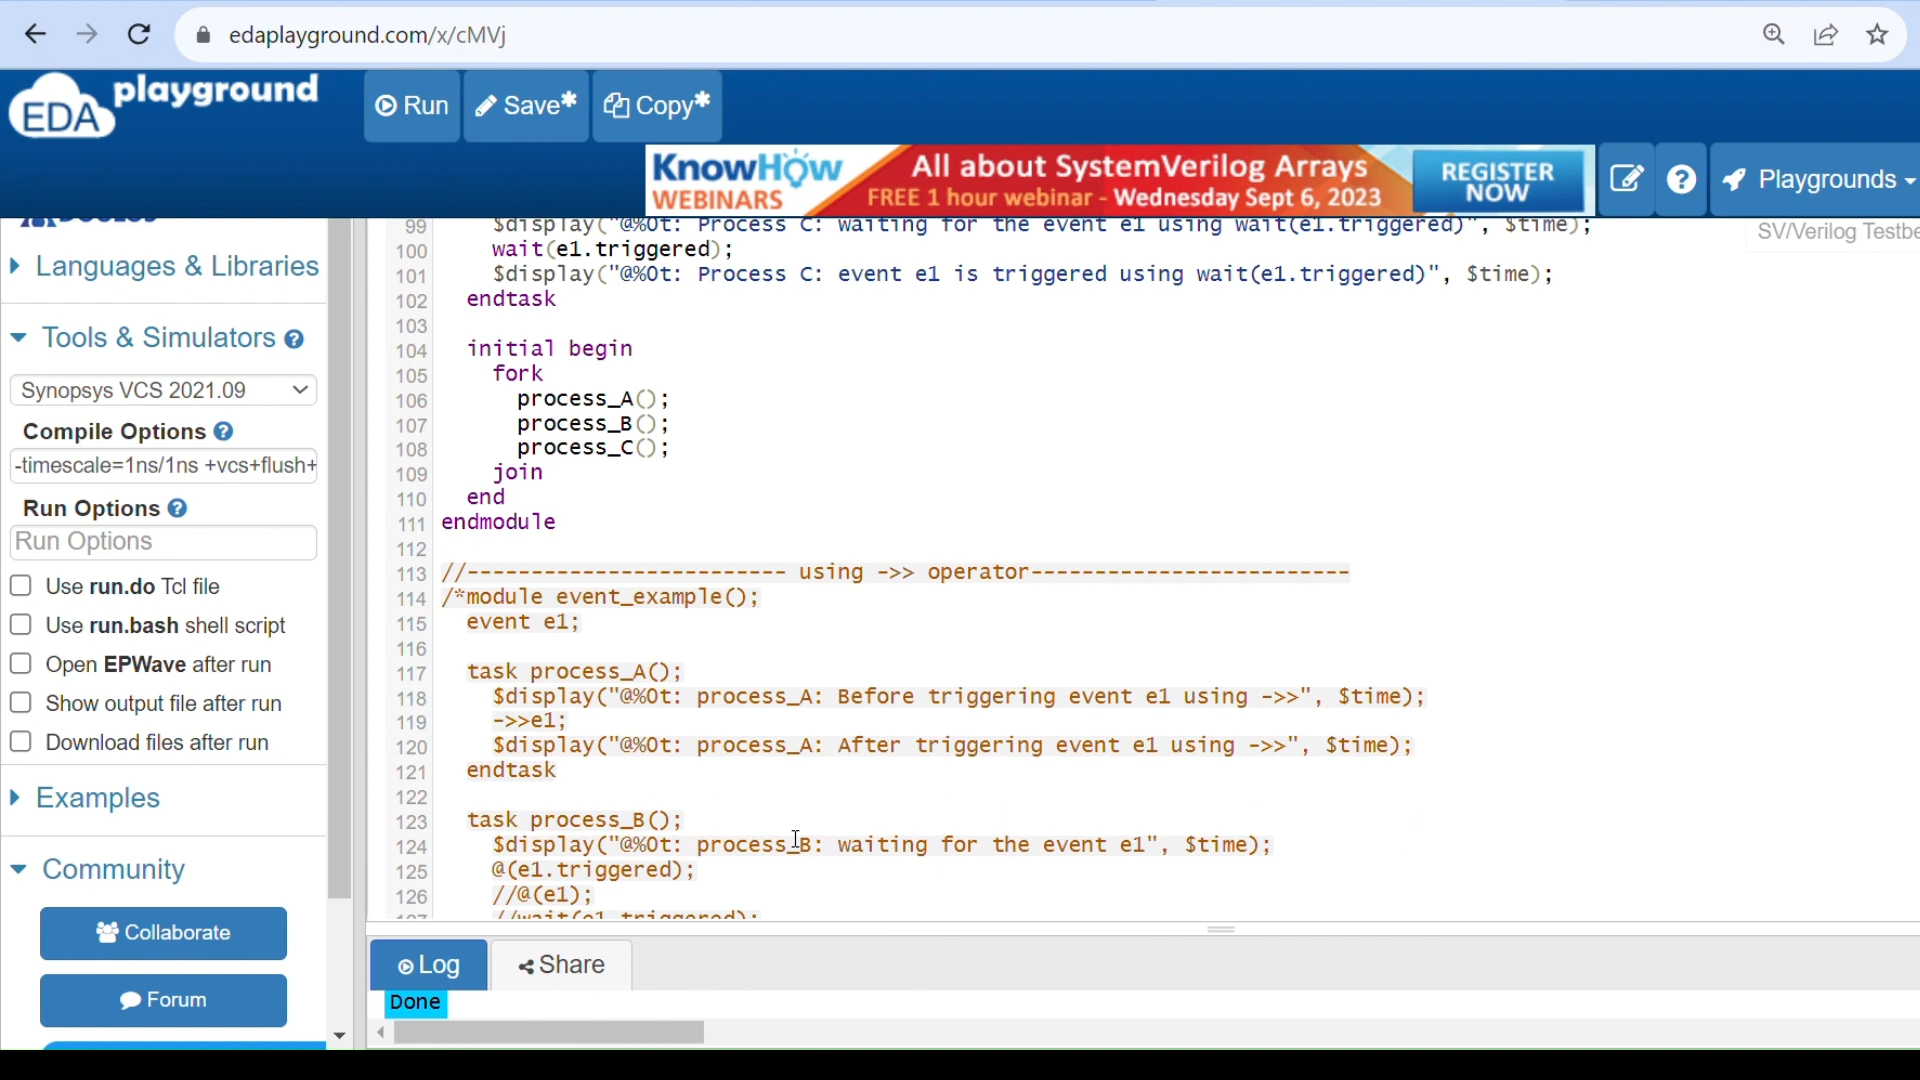 edaplayground.com/x/cMVj
EDA playground
Run
Save*
Copy*
KnowHow
WEBINARS
All about SystemVerilog Arrays
FREE 1 hour webinar - Wednesday Sept 6, 2023
REGISTER
NOW
?
Playgrounds
Languages & Libraries
Tools & Simulators ?
Synopsys VCS 2021.09
Compile Options ?
-timescale=1ns/1ns +vcs+flush+
Run Options ?
Run Options
Use run.do Tcl file
Use run.bash shell script
Open EPWave after run
Show output file after run
Download files after run
Examples
Community
Collaborate
Forum
SV/Verilog Testbe
99 $display("@%0t: Process C: waiting for the event e1 using wait(e1.triggered)", $time);
100 wait(e1.triggered);
101 $display("@%0t: Process C: event e1 is triggered using wait(e1.triggered)", $time);
102 endtask
103
104 initial begin
105 fork
106 process_A();
107 process_B();
108 process_C();
109 join
110 end
111 endmodule
112
113 //------------------------- using ->> operator-------------------------
114 /*module event_example();
115 event e1;
116
117 task process_A();
118 $display("@%0t: process_A: Before triggering event e1 using ->>", $time);
119 ->>e1;
120 $display("@%0t: process_A: After triggering event e1 using ->>", $time);
121 endtask
122
123 task process_B();
124 $display("@%0t: process_B: waiting for the event e1", $time);
125 @(e1.triggered);
126 //@(e1);
127 //wait(e1.triggered);
Log
Share
Done